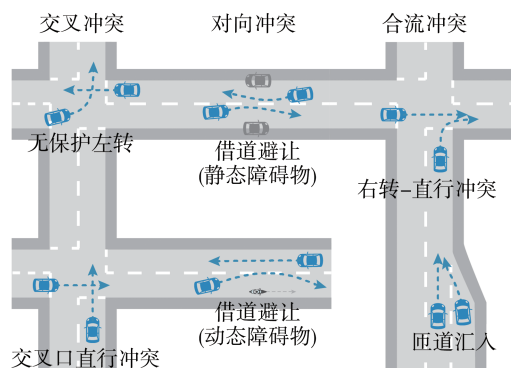 交叉冲突
对向冲突
合流冲突
无保护左转
借道避让
(静态障碍物)
右转-直行冲突
交叉口直行冲突
借道避让
(动态障碍物)
匝道汇入